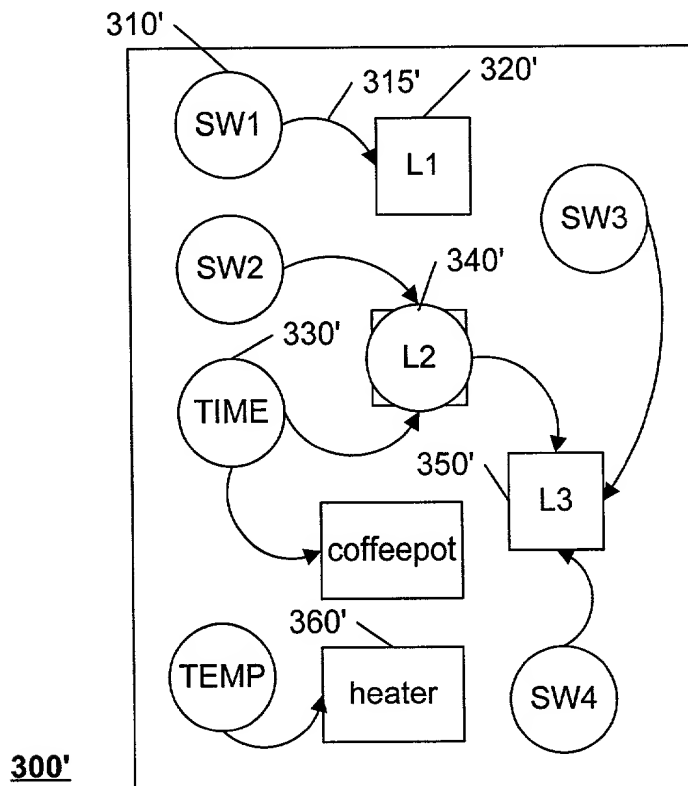 310'
315'
320'
SW1
L1
SW3
SW2
340'
330'
L2
TIME
350'
L3
coffeepot
360'
TEMP
heater
SW4
300'